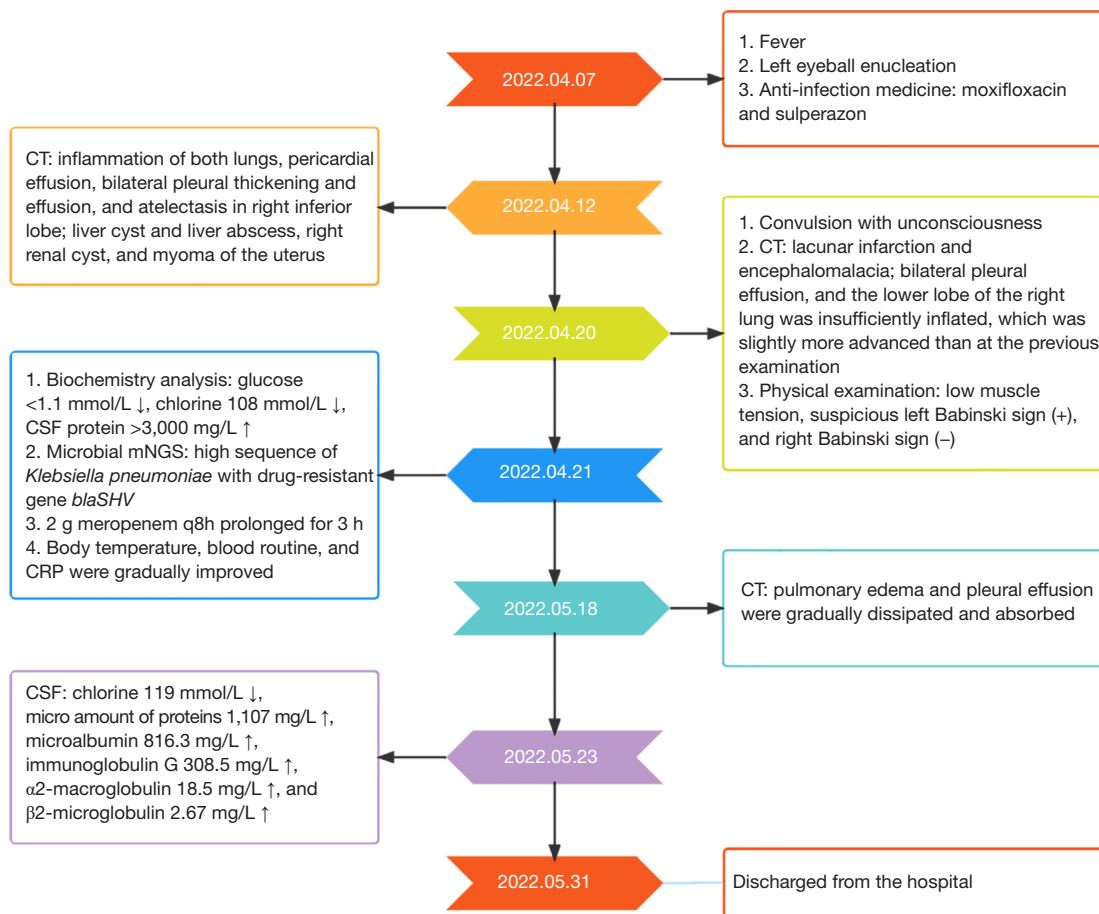 2022.04.07
1. Fever
2. Left eyeball enucleation
3. Anti-infection medicine: moxifloxacin
and sulperazon
CT: inflammation of both lungs, pericardial
effusion, bilateral pleural thickening and
effusion, and atelectasis in right inferior
lobe; liver cyst and liver abscess, right
renal cyst, and myoma of the uterus
2022.04.12
2022.04.20
1. Convulsion with unconsciousness
2. CT: lacunar infarction and
encephalomalacia; bilateral pleural
effusion, and the lower lobe of the right
lung was insufficiently inflated, which was
slightly more advanced than at the previous
examination
3. Physical examination: low muscle
tension, suspicious left Babinski sign (+),
and right Babinski sign (–)
1. Biochemistry analysis: glucose
<1.1 mmol/L ↓, chlorine 108 mmol/L ↓,
CSF protein >3,000 mg/L ↑
2. Microbial mNGS: high sequence of
Klebsiella pneumoniae with drug-resistant
gene blaSHV
3. 2 g meropenem q8h prolonged for 3 h
4. Body temperature, blood routine, and
CRP were gradually improved
2022.04.21
2022.05.18
CT: pulmonary edema and pleural effusion
were gradually dissipated and absorbed
CSF: chlorine 119 mmol/L ↓,
micro amount of proteins 1,107 mg/L ↑,
microalbumin 816.3 mg/L ↑,
immunoglobulin G 308.5 mg/L ↑,
α2-macroglobulin 18.5 mg/L ↑, and
β2-microglobulin 2.67 mg/L ↑
2022.05.23
2022.05.31
Discharged from the hospital